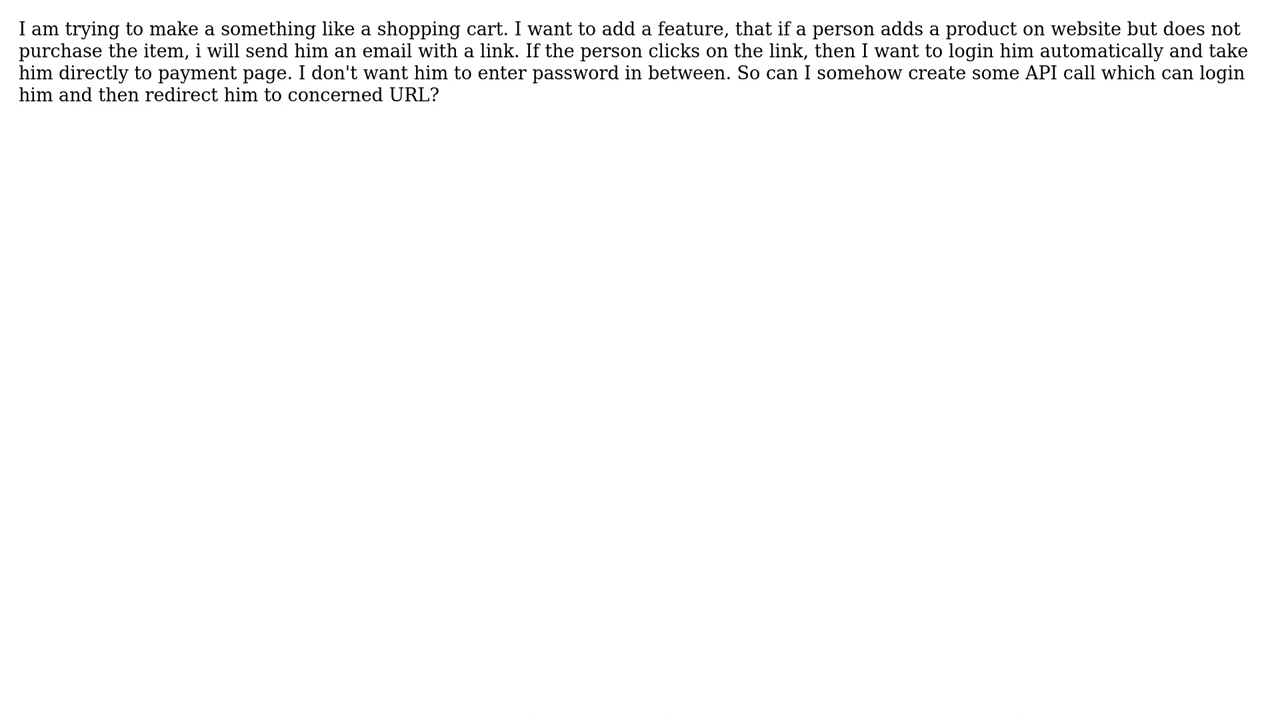 I am trying to make a something like a shopping cart. I want to add a feature, that if a person adds a product on website but does not
purchase the item, i will send him an email with a link. If the person clicks on the link, then I want to login him automatically and take
him directly to payment page. I don't want him to enter password in between. So can I somehow create some API call which can login
him and then redirect him to concerned URL?